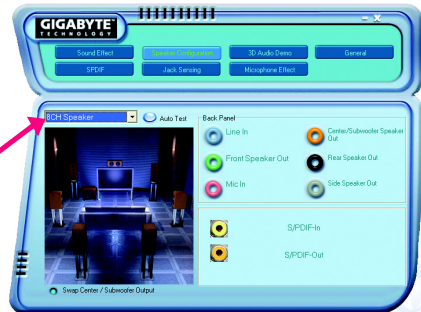 GIGABYTE™
TECHNOLOGY
Sound Effect
Speaker Configuration
3D Audio Demo
General
SPDIF
Jack Sensing
Microphone Effect
8CH Speaker
Auto Test
Back Panel
Line In
Center/Subwoofer Speaker
Out
Front Speaker Out
Rear Speaker Out
Mic In
Side Speaker Out
S/PDIF-In
S/PDIF-Out
Swap Center / Subwoofer Output